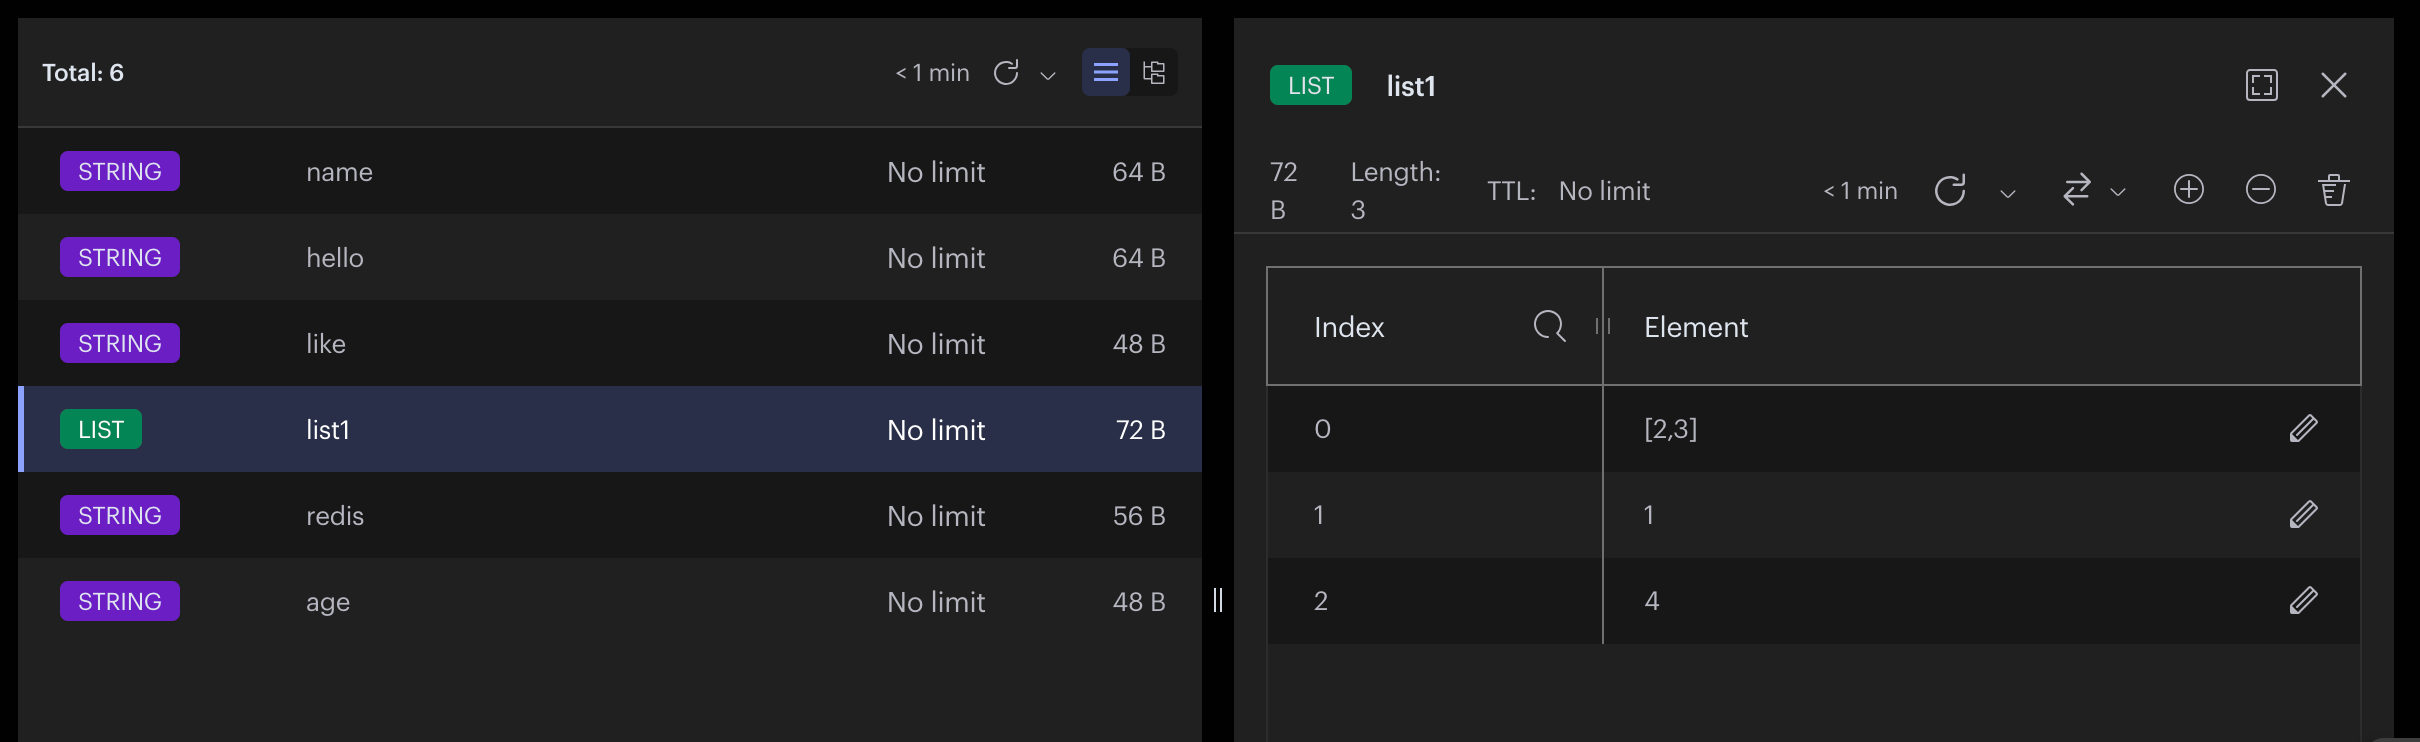 Total: 6
< 1 min
STRING name No limit 64 B
STRING hello No limit 64 B
STRING like No limit 48 B
LIST list1 No limit 72 B
STRING redis No limit 56 B
STRING age No limit 48 B
LIST list1
72 B
Length: 3
TTL: No limit
< 1 min
Index Element
0 [2,3]
1 1
2 4